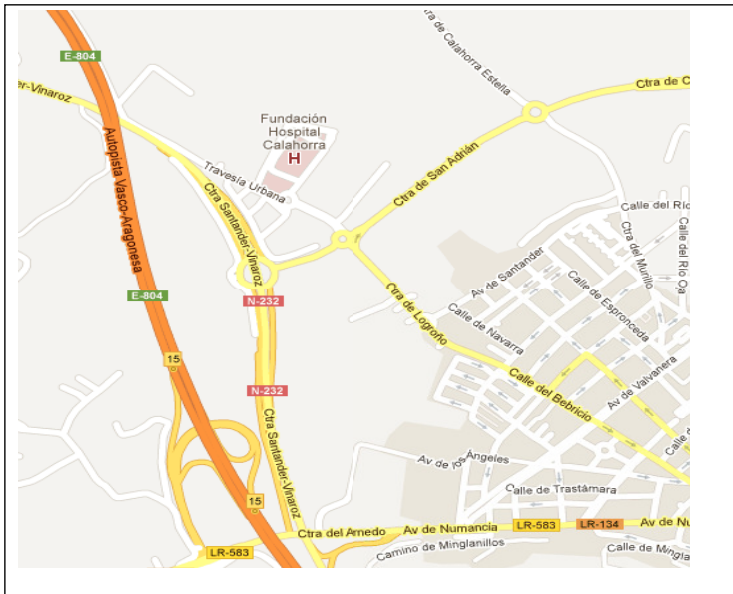 E-804
er-Vinaroz
Ctra de Calahorra Estella
Ctra de C
Fundación
Hospital
Calahorra
H
Autopista Vasco-Aragonesa
Travesía Urbana
Ctra de San Adrián
Ctra Santander-Vinaroz
Calle del Río
Ctra del Murillo
Calle del Río Oja
Av de Santander
E-804
N-232
Ctra de Logroño
Calle de Espronceda
Calle de Navarra
15
N-232
Calle del Bebricio
Av de Valvanera
Ctra Santander-Vinaroz
Calle d
Av de los Ángeles
15
Calle de Trastámara
LR-583
Ctra del Arnedo
Av de Numancia
LR-583
LR-134
Av de Nu
Camino de Minglanillos
Calle de Mingla